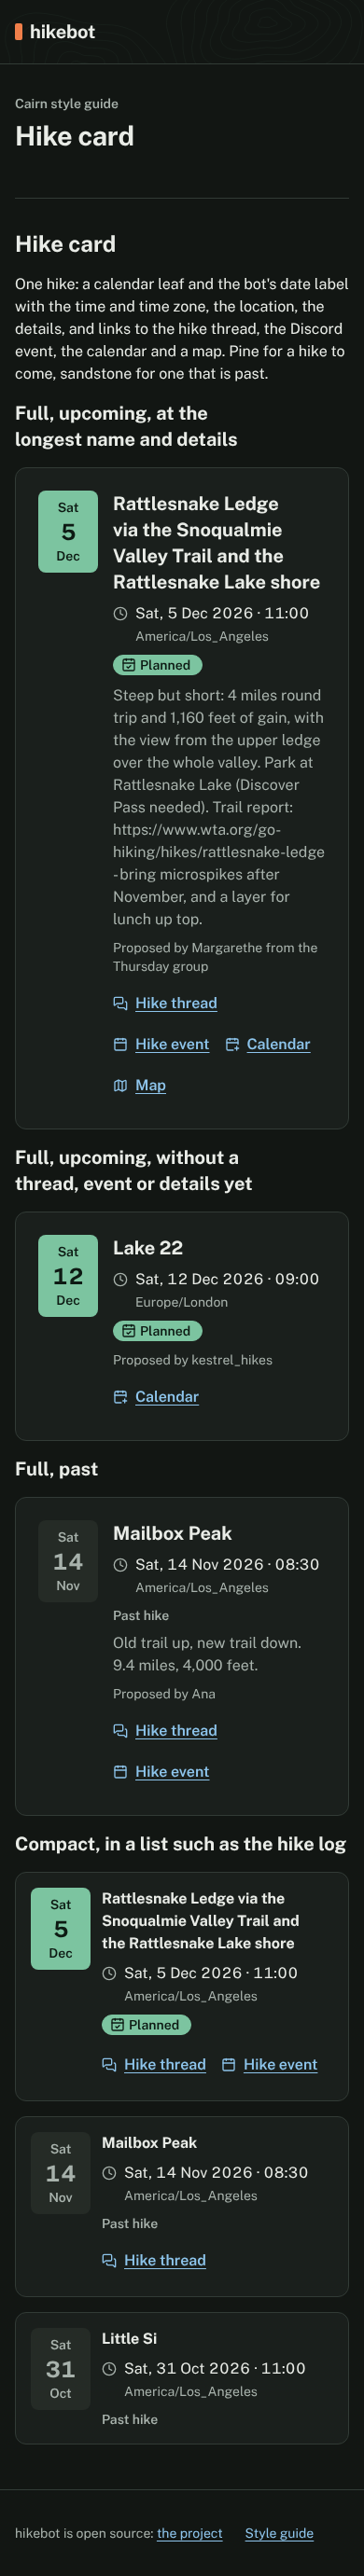 hikebot
Cairn style guide
Hike card
Hike card
One hike: a calendar leaf and the bot's date label
with the time and time zone, the location, the
details, and links to the hike thread, the Discord
event, the calendar and a map. Pine for a hike to
come, sandstone for one that is past.
Full, upcoming, at the
longest name and details
Sat
5
Dec
Rattlesnake Ledge
via the Snoqualmie
Valley Trail and the
Rattlesnake Lake shore
Sat, 5 Dec 2026 · 11:00
America/Los_Angeles
Planned
Steep but short: 4 miles round
trip and 1,160 feet of gain, with
the view from the upper ledge
over the whole valley. Park at
Rattlesnake Lake (Discover
Pass needed). Trail report:
https://www.wta.org/go-
hiking/hikes/rattlesnake-ledge
- bring microspikes after
November, and a layer for
lunch up top.
Proposed by Margarethe from the
Thursday group
Hike thread
Hike event Calendar
Map
Full, upcoming, without a
thread, event or details yet
Sat
12
Dec
Lake 22
Sat, 12 Dec 2026 · 09:00
Europe/London
Planned
Proposed by kestrel_hikes
Calendar
Full, past
Sat
14
Nov
Mailbox Peak
Sat, 14 Nov 2026 · 08:30
America/Los_Angeles
Past hike
Old trail up, new trail down.
9.4 miles, 4,000 feet.
Proposed by Ana
Hike thread
Hike event
Compact, in a list such as the hike log
Sat
5
Dec
Rattlesnake Ledge via the
Snoqualmie Valley Trail and
the Rattlesnake Lake shore
Sat, 5 Dec 2026 · 11:00
America/Los_Angeles
Planned
Hike thread Hike event
Sat
14
Nov
Mailbox Peak
Sat, 14 Nov 2026 · 08:30
America/Los_Angeles
Past hike
Hike thread
Sat
31
Oct
Little Si
Sat, 31 Oct 2026 · 11:00
America/Los_Angeles
Past hike
hikebot is open source: the project Style guide